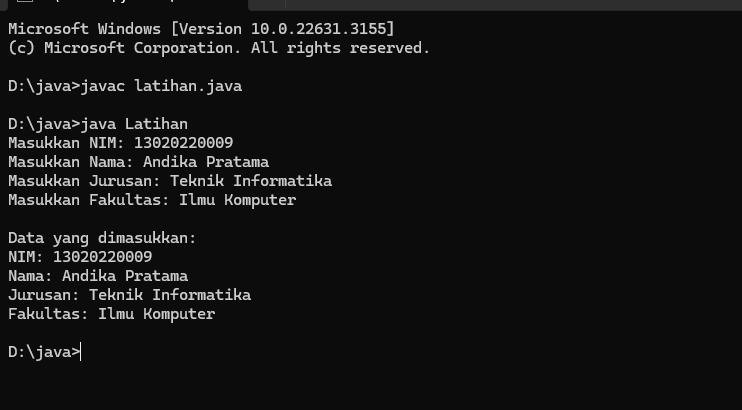 Microsoft Windows [Version 10.0.22631.3155]
(c) Microsoft Corporation. All rights reserved.
D:\java>javac latihan.java
D:\java>java Latihan
Masukkan NIM: 13020220009
Masukkan Nama: Andika Pratama
Masukkan Jurusan: Teknik Informatika
Masukkan Fakultas: Ilmu Komputer
Data yang dimasukkan:
NIM: 13020220009
Nama: Andika Pratama
Jurusan: Teknik Informatika
Fakultas: Ilmu Komputer
D:\java>